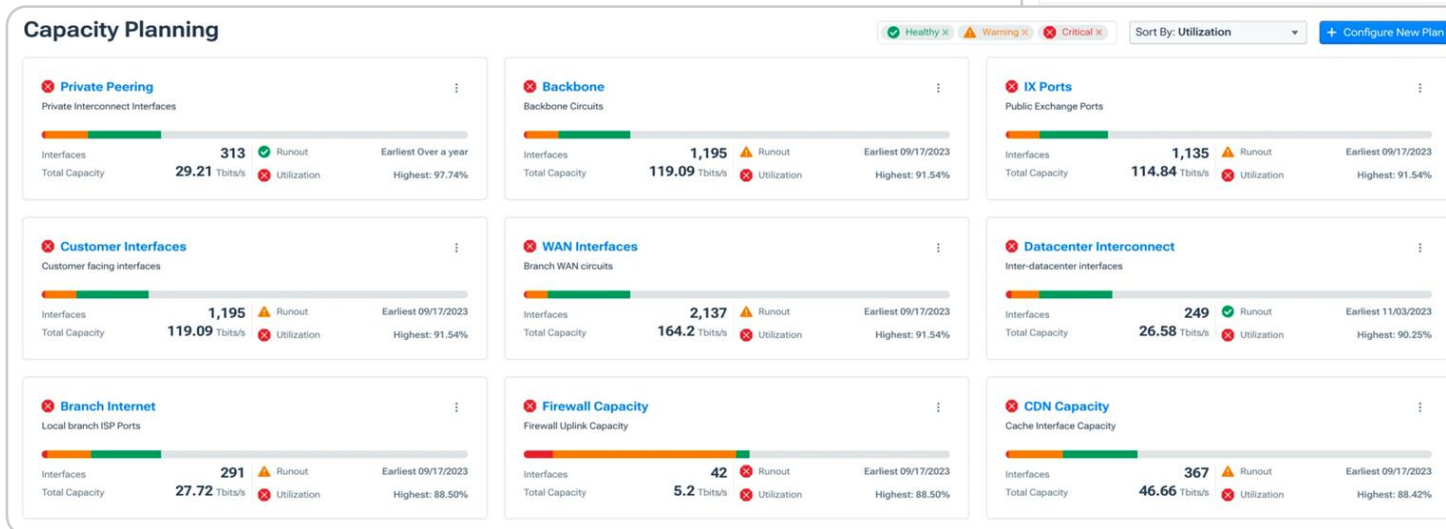 Capacity Planning
Healthy × Warning × Critical ×
Sort By: Utilization
+ Configure New Plan
Private Peering
Private Interconnect Interfaces
Interfaces 313 Runout Earliest Over a year
Total Capacity 29.21 Tbits/s Utilization Highest: 97.74%
Backbone
Backbone Circuits
Interfaces 1,195 Runout Earliest 09/17/2023
Total Capacity 119.09 Tbits/s Utilization Highest: 91.54%
IX Ports
Public Exchange Ports
Interfaces 1,135 Runout Earliest 09/17/2023
Total Capacity 114.84 Tbits/s Utilization Highest: 91.54%
Customer Interfaces
Customer facing interfaces
Interfaces 1,195 Runout Earliest 09/17/2023
Total Capacity 119.09 Tbits/s Utilization Highest: 91.54%
WAN Interfaces
Branch WAN circuits
Interfaces 2,137 Runout Earliest 09/17/2023
Total Capacity 164.2 Tbits/s Utilization Highest: 91.54%
Datacenter Interconnect
Inter-datacenter interfaces
Interfaces 249 Runout Earliest 11/03/2023
Total Capacity 26.58 Tbits/s Utilization Highest: 90.25%
Branch Internet
Local branch ISP Ports
Interfaces 291 Runout Earliest 09/17/2023
Total Capacity 27.72 Tbits/s Utilization Highest: 88.50%
Firewall Capacity
Firewall Uplink Capacity
Interfaces 42 Runout Earliest 09/17/2023
Total Capacity 5.2 Tbits/s Utilization Highest: 88.50%
CDN Capacity
Cache Interface Capacity
Interfaces 367 Runout Earliest 09/17/2023
Total Capacity 46.66 Tbits/s Utilization Highest: 88.42%